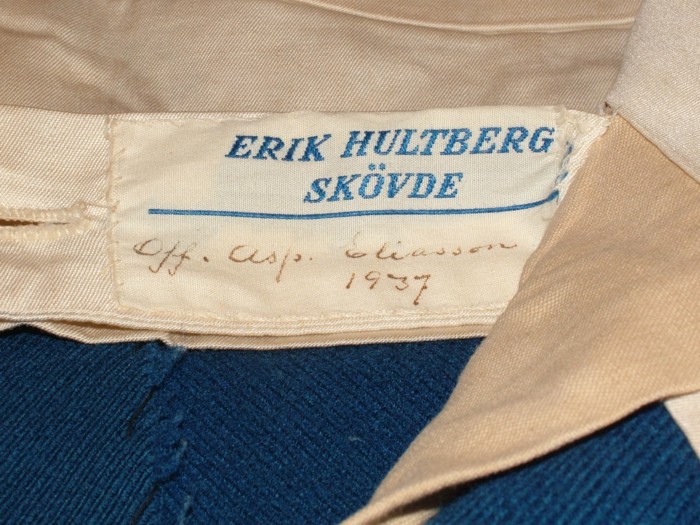 ERIK HULTBERG
SKÖVDE
Off. Asp. Eliasson
1937